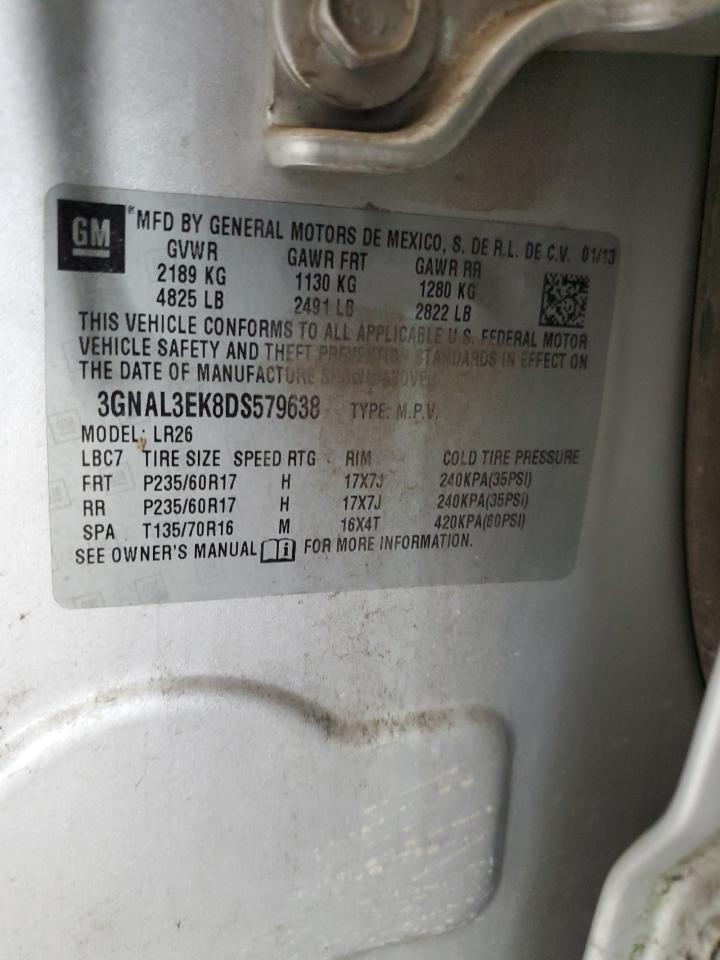 GM ® MFD BY GENERAL MOTORS DE MEXICO, S. DE R.L. DE C.V. 01/13
GVWR GAWR FRT GAWR RR
2189 KG 1130 KG 1280 KG
4825 LB 2491 LB 2822 LB
THIS VEHICLE CONFORMS TO ALL APPLICABLE U.S. FEDERAL MOTOR
VEHICLE SAFETY AND THEFT PREVENTION STANDARDS IN EFFECT ON
THE DATE OF MANUFACTURE SHOWN ABOVE.
3GNAL3EK8DS579638 TYPE: M.P.V.
MODEL: LR26
LBC7 TIRE SIZE SPEED RTG RIM COLD TIRE PRESSURE
FRT P235/60R17 H 17X7J 240KPA(35PSI)
RR P235/60R17 H 17X7J 240KPA(35PSI)
SPA T135/70R16 M 16X4T 420KPA(60PSI)
SEE OWNER'S MANUAL FOR MORE INFORMATION.